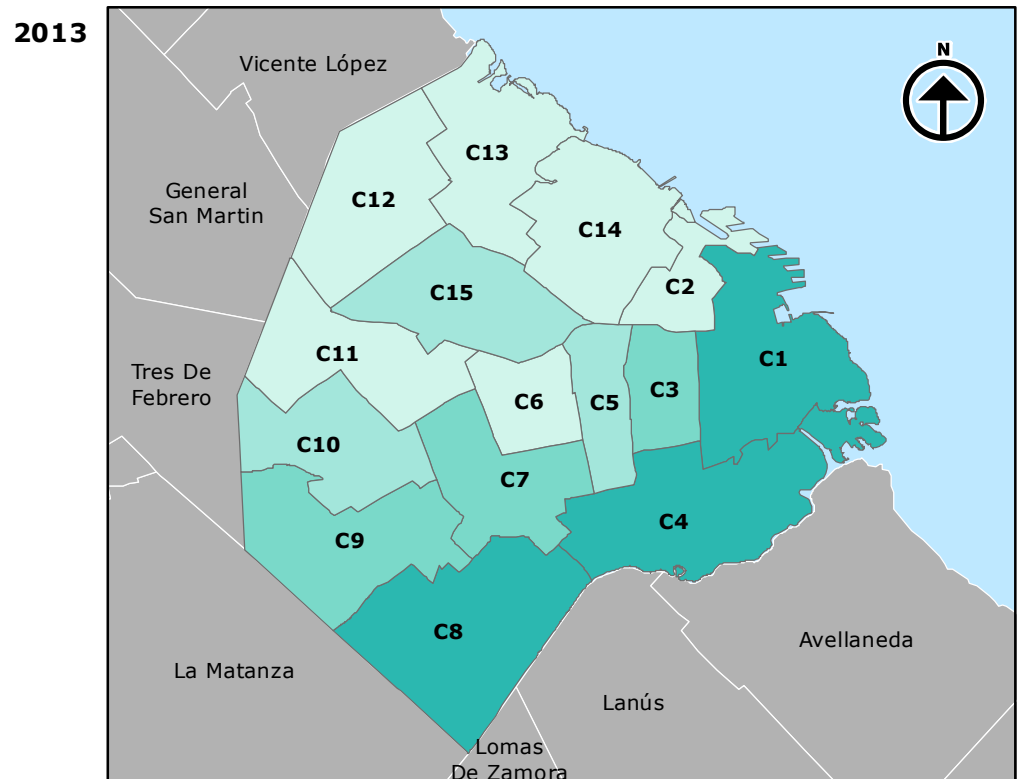 2013
N
Vicente López
C13
General
San Martin
C12
C14
C2
C15
C11
C1
Tres De
Febrero
C6
C5
C3
C10
C7
C4
C9
C8
Avellaneda
La Matanza
Lanús
Lomas
De Zamora